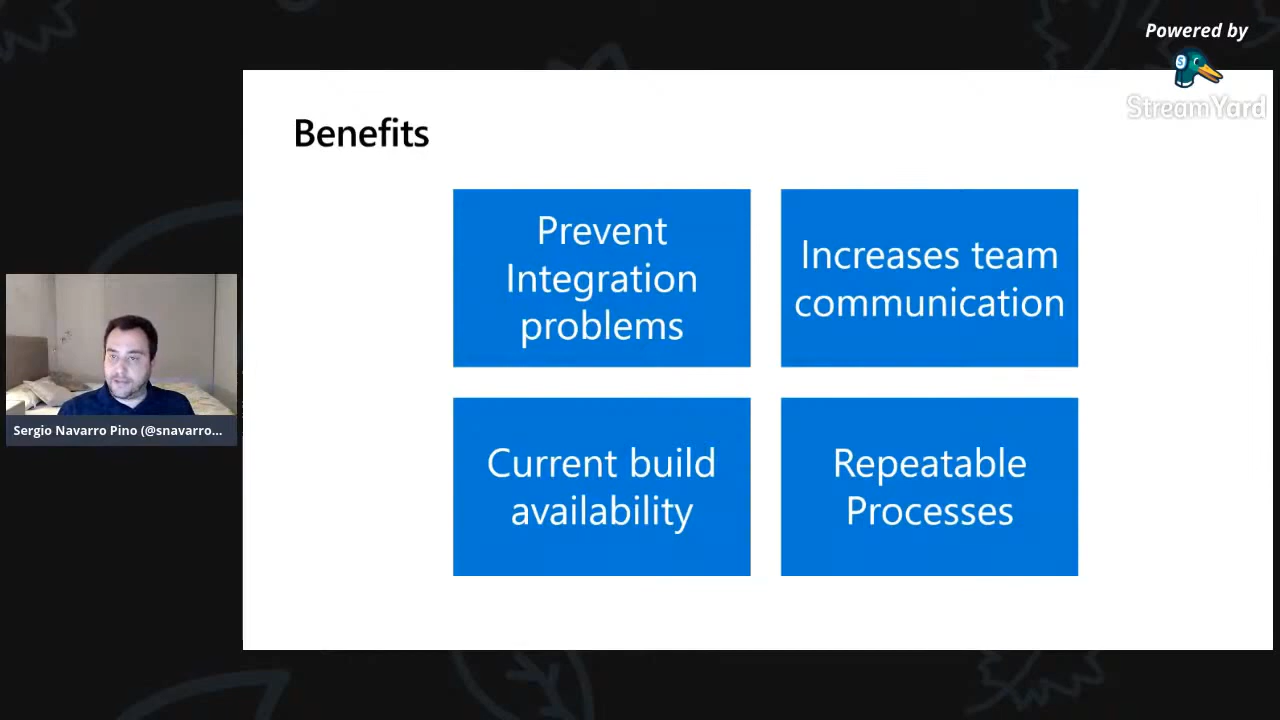 Powered by
StreamYard
Benefits
Prevent
Integration
problems
Increases team
communication
Current build
availability
Repeatable
Processes
Sergio Navarro Pino (@snavarro...